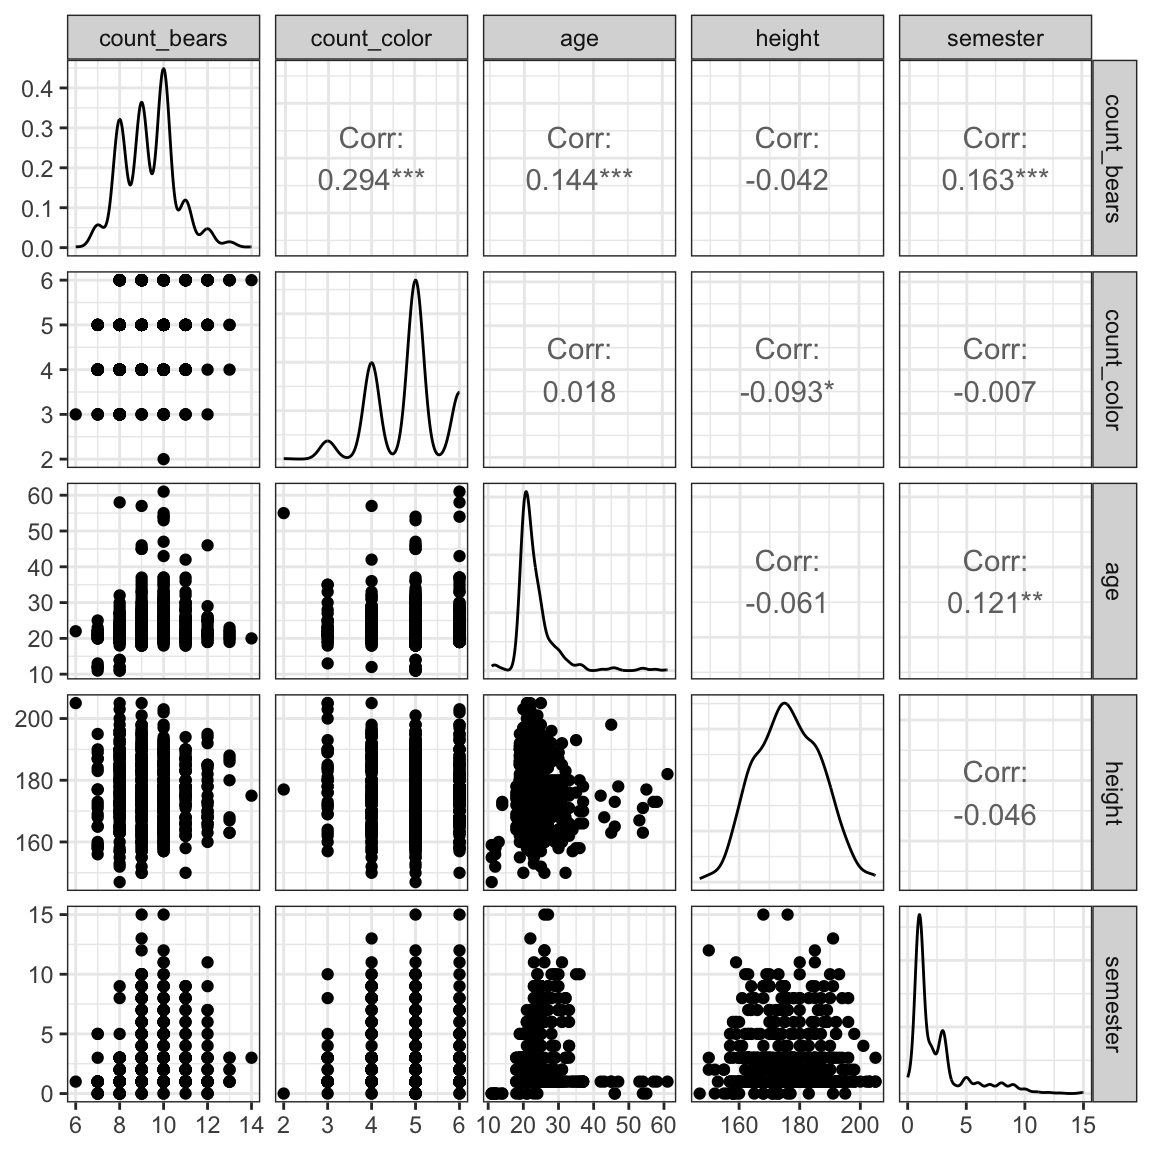 count_bears count_color age height semester
0.4
0.3
0.2
0.1
0.0
Corr:
0.294***
Corr:
0.144***
Corr:
-0.042
Corr:
0.163***
count_bears
6
5
4
3
2
Corr:
0.018
Corr:
-0.093*
Corr:
-0.007
count_color
60
50
40
30
20
10
Corr:
-0.061
Corr:
0.121**
age
200
180
160
Corr:
-0.046
height
15
10
5
0
semester
6 8 10 12 14 2 3 4 5 6 10 20 30 40 50 60 160 180 200 0 5 10 15